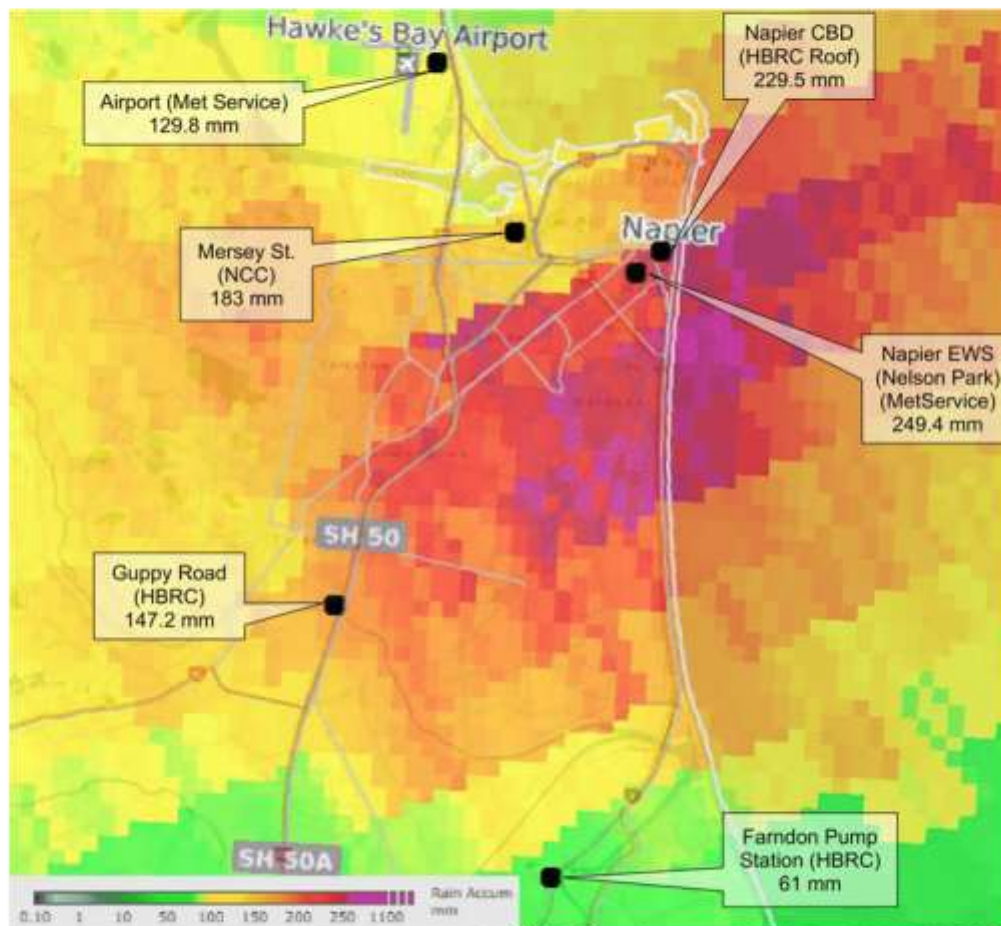 Hawke's Bay Airport
Napier CBD
(HBRC Roof)
229.5 mm
Airport (Met Service)
129.8 mm
Mersey St.
(NCC)
183 mm
Napier
Napier EWS
(Nelson Park)
(MetService)
249.4 mm
SH 50
Guppy Road
(HBRC)
147.2 mm
Farndon Pump
Station (HBRC)
61 mm
SH 50A
Rain Accum.
mm
0.10 1 10 50 100 150 200 250 1100